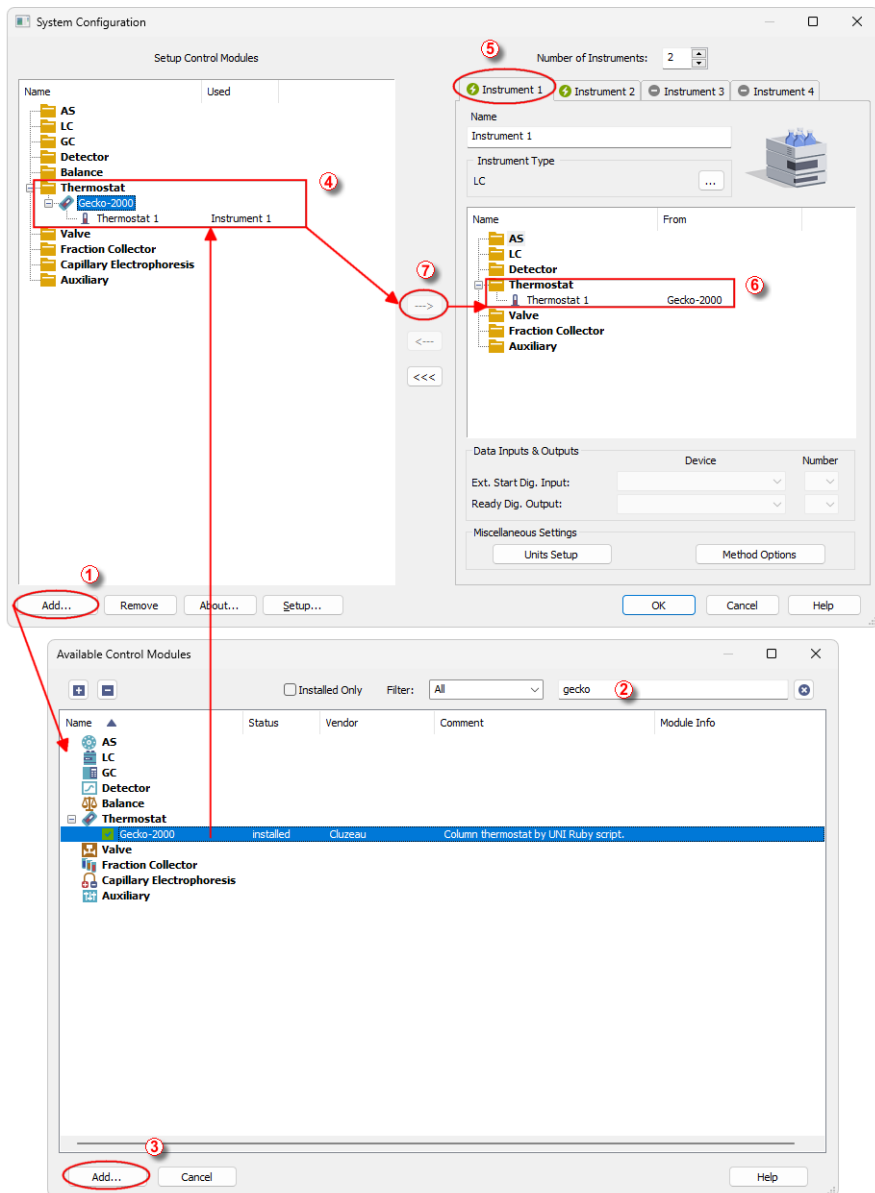 System Configuration
Setup Control Modules
⑤
Number of Instruments: 2
Name Used
AS
LC
GC
Detector
Balance
Thermostat
④
Gecko-2000
Thermostat 1 Instrument 1
Valve
Fraction Collector
Capillary Electrophoresis
Auxiliary
Instrument 1 Instrument 2 Instrument 3 Instrument 4
Name
Instrument 1
Instrument Type
LC ...
Name From
AS
LC
Detector
Thermostat
⑥
Thermostat 1 Gecko-2000
Valve
Fraction Collector
Auxiliary
⑦
--->
<---
<<<
Data Inputs & Outputs
Device Number
Ext. Start Dig. Input:
Ready Dig. Output:
Miscellaneous Settings
Units Setup Method Options
①
Add... Remove About... Setup... OK Cancel Help
Available Control Modules
Installed Only Filter: All gecko ②
Name Status Vendor Comment Module Info
AS
LC
GC
Detector
Balance
Thermostat
Gecko-2000 installed Cluzeau Column thermostat by UNI Ruby script.
Valve
Fraction Collector
Capillary Electrophoresis
Auxiliary
③
Add... Cancel Help